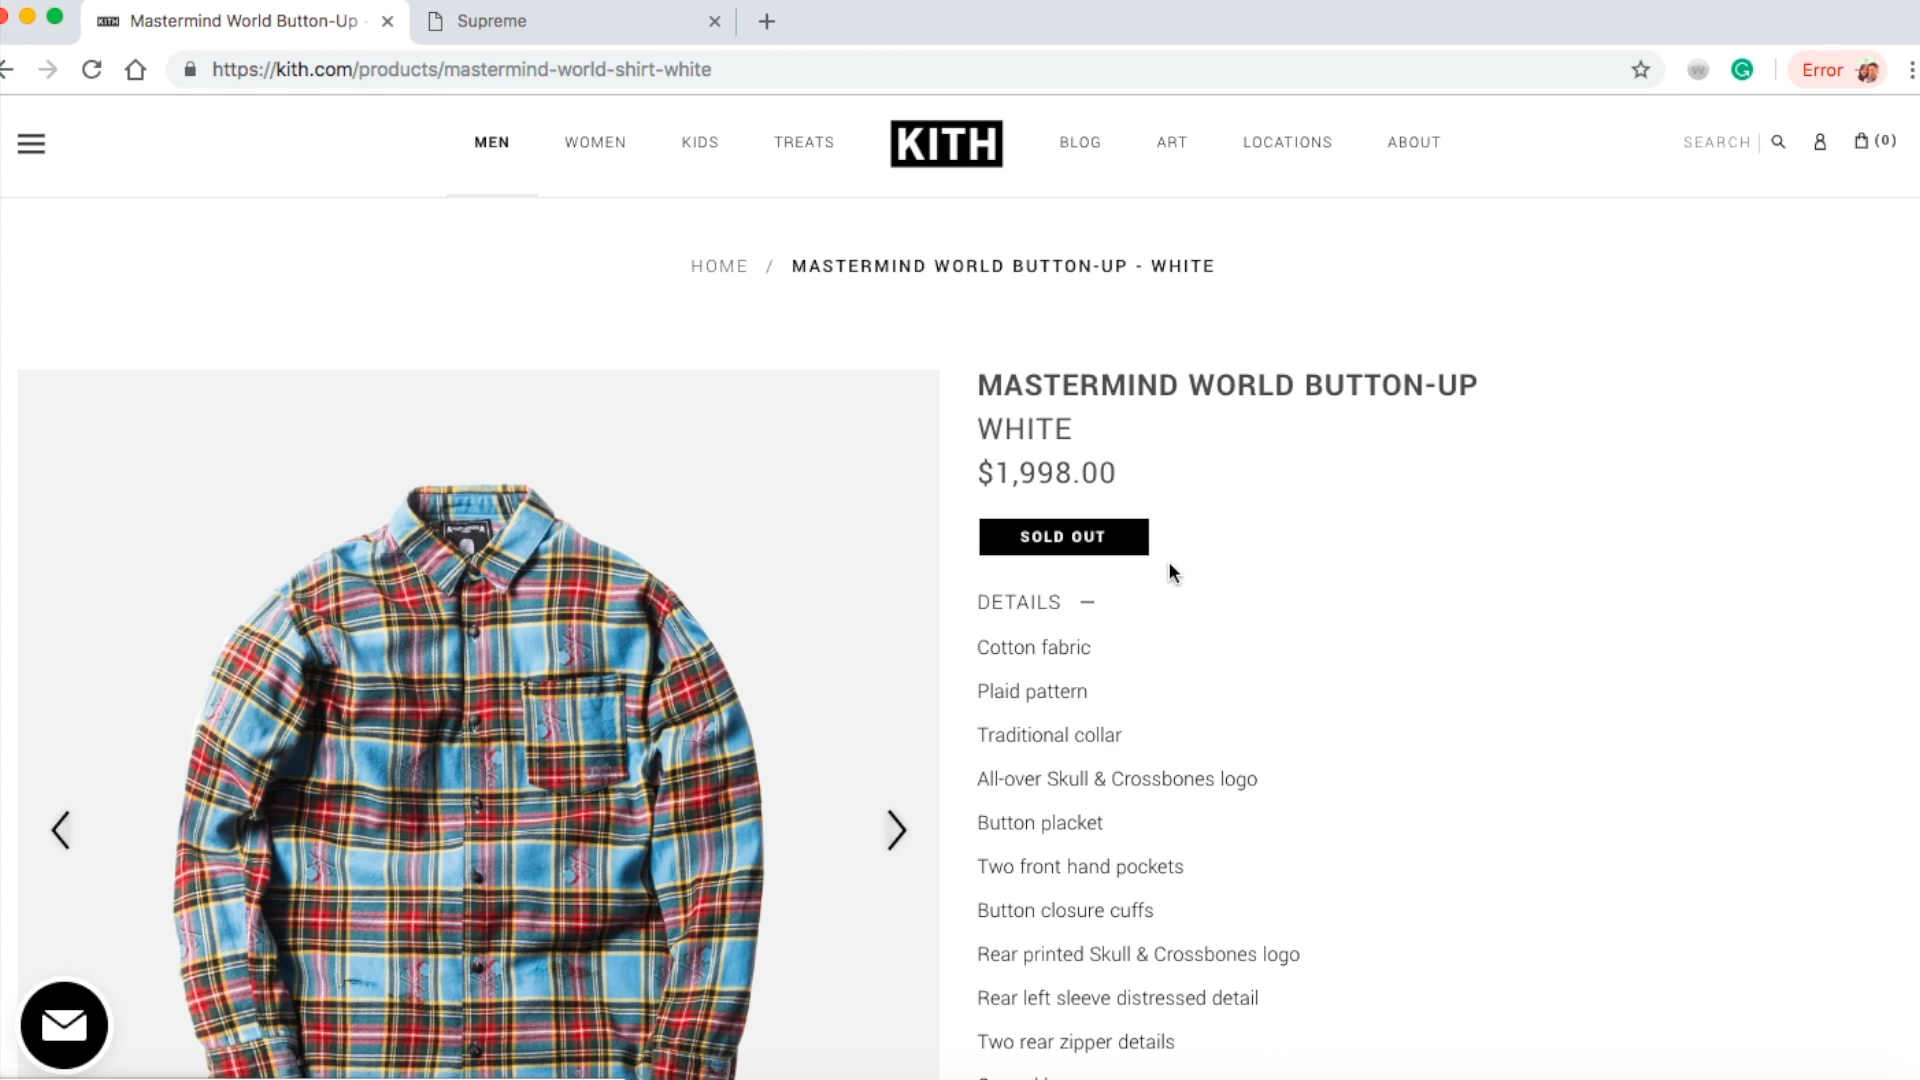 KITH Mastermind World Button-Up -
Supreme
https://kith.com/products/mastermind-world-shirt-white
Error
MEN
WOMEN
KIDS
TREATS
KITH
BLOG
ART
LOCATIONS
ABOUT
SEARCH
(0)
HOME / MASTERMIND WORLD BUTTON-UP - WHITE
MASTERMIND WORLD BUTTON-UP
WHITE
$1,998.00
SOLD OUT
DETAILS —
Cotton fabric
Plaid pattern
Traditional collar
All-over Skull & Crossbones logo
Button placket
Two front hand pockets
Button closure cuffs
Rear printed Skull & Crossbones logo
Rear left sleeve distressed detail
Two rear zipper details